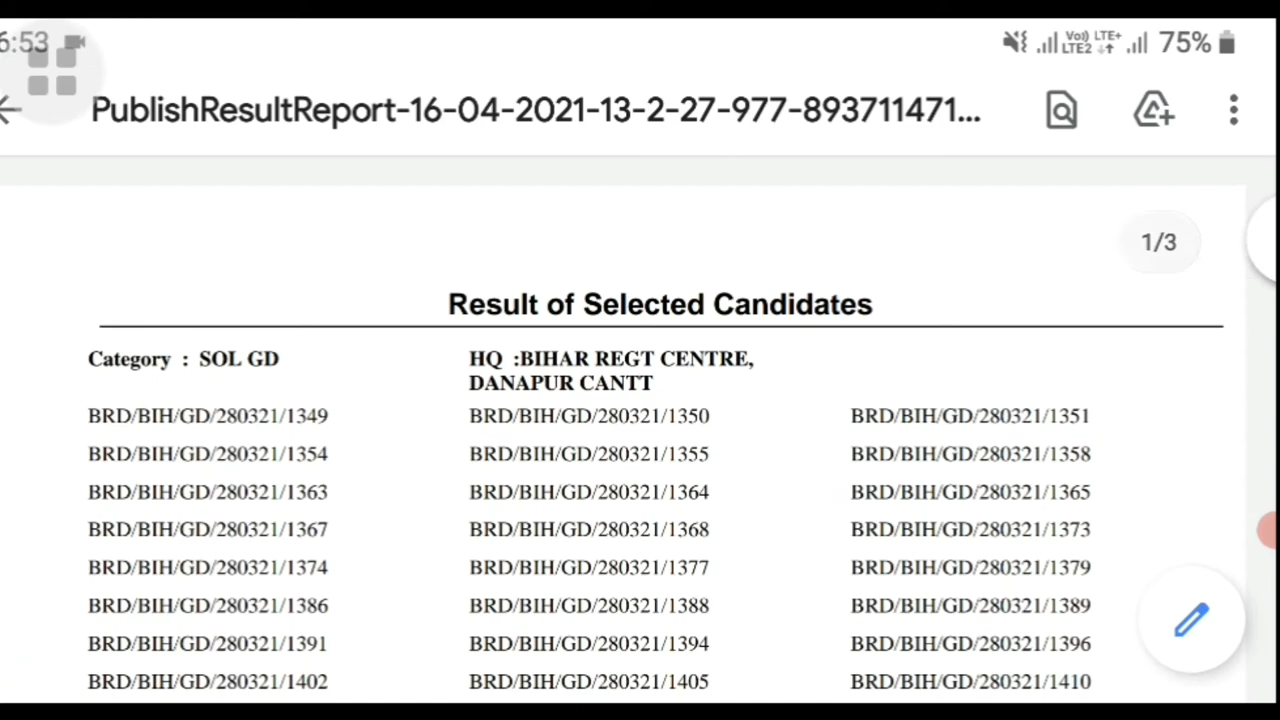 6:53 Vo) LTE+ LTE2 75%
PublishResultReport-16-04-2021-13-2-27-977-893711471...
1/3
Result of Selected Candidates
Category : SOL GD HQ :BIHAR REGT CENTRE,
DANAPUR CANTT
BRD/BIH/GD/280321/1349 BRD/BIH/GD/280321/1350 BRD/BIH/GD/280321/1351
BRD/BIH/GD/280321/1354 BRD/BIH/GD/280321/1355 BRD/BIH/GD/280321/1358
BRD/BIH/GD/280321/1363 BRD/BIH/GD/280321/1364 BRD/BIH/GD/280321/1365
BRD/BIH/GD/280321/1367 BRD/BIH/GD/280321/1368 BRD/BIH/GD/280321/1373
BRD/BIH/GD/280321/1374 BRD/BIH/GD/280321/1377 BRD/BIH/GD/280321/1379
BRD/BIH/GD/280321/1386 BRD/BIH/GD/280321/1388 BRD/BIH/GD/280321/1389
BRD/BIH/GD/280321/1391 BRD/BIH/GD/280321/1394 BRD/BIH/GD/280321/1396
BRD/BIH/GD/280321/1402 BRD/BIH/GD/280321/1405 BRD/BIH/GD/280321/1410